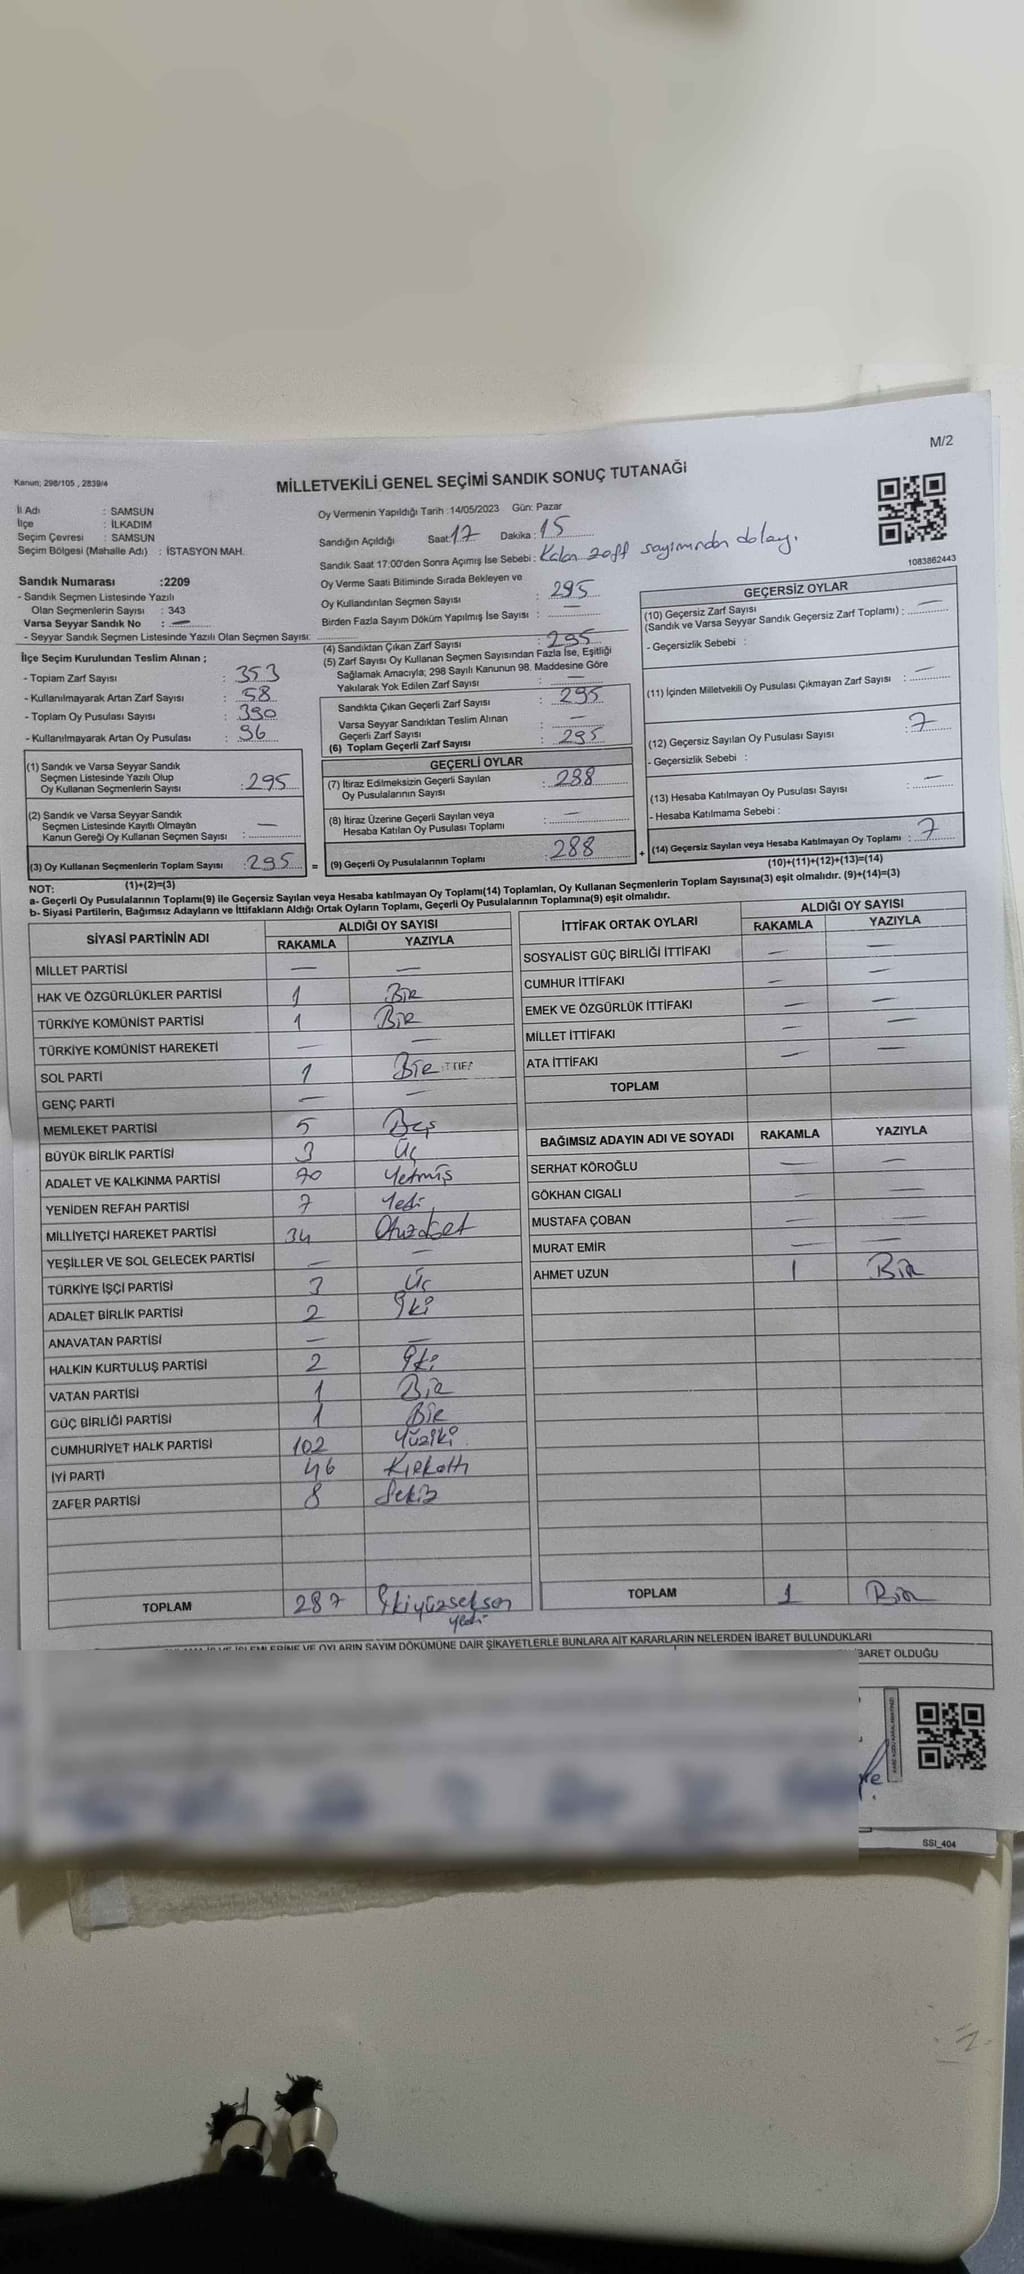 M/2
Kanun; 298/105 , 2839/4
MİLLETVEKİLİ GENEL SEÇİMİ SANDIK SONUÇ TUTANAĞI
İl Adı : SAMSUN
İlçe : İLKADIM
Seçim Çevresi : SAMSUN
Seçim Bölgesi (Mahalle Adı) : İSTASYON MAH.
Oy Vermenin Yapıldığı Tarih :14/05/2023 Gün: Pazar
Sandığın Açıldığı Saat: 17 Dakika : 15
Sandık Saat 17:00'den Sonra Açımış İse Sebebi : Kalan zarf sayımından dolayı.
1083862443
Sandık Numarası :2209
- Sandık Seçmen Listesinde Yazılı
Olan Seçmenlerin Sayısı : 343
Varsa Seyyar Sandık No : —
- Seyyar Sandık Seçmen Listesinde Yazılı Olan Seçmen Sayısı:
Oy Verme Saati Bitiminde Sırada Bekleyen ve
Oy Kullandırılan Seçmen Sayısı : 295
Birden Fazla Sayım Döküm Yapılmış İse Sayısı : —
İlçe Seçim Kurulundan Teslim Alınan ;
- Toplam Zarf Sayısı : 353
- Kullanılmayarak Artan Zarf Sayısı : 58
- Toplam Oy Pusulası Sayısı : 390
- Kullanılmayarak Artan Oy Pusulası : 96
(4) Sandıktan Çıkan Zarf Sayısı : 295
(5) Zarf Sayısı Oy Kullanan Seçmen Sayısından Fazla İse, Eşitliği
Sağlamak Amacıyla; 298 Sayılı Kanunun 98. Maddesine Göre
Yakılarak Yok Edilen Zarf Sayısı : —
Sandıkta Çıkan Geçerli Zarf Sayısı : 295
Varsa Seyyar Sandıktan Teslim Alınan
Geçerli Zarf Sayısı : —
(6) Toplam Geçerli Zarf Sayısı : 295
GEÇERSİZ OYLAR
(10) Geçersiz Zarf Sayısı
(Sandık ve Varsa Seyyar Sandık Geçersiz Zarf Toplamı) : —
- Geçersizlik Sebebi :
(11) İçinden Milletvekili Oy Pusulası Çıkmayan Zarf Sayısı : —
(12) Geçersiz Sayılan Oy Pusulası Sayısı : 7
- Geçersizlik Sebebi :
(13) Hesaba Katılmayan Oy Pusulası Sayısı : —
- Hesaba Katılmama Sebebi :
(14) Geçersiz Sayılan veya Hesaba Katılmayan Oy Toplamı : 7
(10)+(11)+(12)+(13)=(14)
(1) Sandık ve Varsa Seyyar Sandık
Seçmen Listesinde Yazılı Olup
Oy Kullanan Seçmenlerin Sayısı : 295
(2) Sandık ve Varsa Seyyar Sandık
Seçmen Listesinde Kayıtlı Olmayan
Kanun Gereği Oy Kullanan Seçmen Sayısı : —
(3) Oy Kullanan Seçmenlerin Toplam Sayısı : 295 =
(1)+(2)=(3)
GEÇERLİ OYLAR
(7) İtiraz Edilmeksizin Geçerli Sayılan
Oy Pusulalarının Sayısı : 288
(8) İtiraz Üzerine Geçerli Sayılan veya
Hesaba Katılan Oy Pusulası Toplamı : —
(9) Geçerli Oy Pusulalarının Toplamı : 288 +
NOT:
a- Geçerli Oy Pusulalarının Toplamı(9) ile Geçersiz Sayılan veya Hesaba katılmayan Oy Toplamı(14) Toplamları, Oy Kullanan Seçmenlerin Toplam Sayısına(3) eşit olmalıdır. (9)+(14)=(3)
b- Siyasi Partilerin, Bağımsız Adayların ve İttifakların Aldığı Ortak Oyların Toplamı, Geçerli Oy Pusulalarının Toplamına(9) eşit olmalıdır.
SİYASİ PARTİNİN ADI ALDIĞI OY SAYISI
RAKAMLA YAZIYLA
MİLLET PARTİSİ — —
HAK VE ÖZGÜRLÜKLER PARTİSİ 1 Bir
TÜRKİYE KOMÜNİST PARTİSİ 1 Bir
TÜRKİYE KOMÜNİST HAREKETİ — —
SOL PARTİ 1 Bir
GENÇ PARTİ — —
MEMLEKET PARTİSİ 5 Beş
BÜYÜK BİRLİK PARTİSİ 3 Üç
ADALET VE KALKINMA PARTİSİ 70 Yetmiş
YENİDEN REFAH PARTİSİ 7 Yedi
MİLLİYETÇİ HAREKET PARTİSİ 34 Otuzdört
YEŞİLLER VE SOL GELECEK PARTİSİ — —
TÜRKİYE İŞÇİ PARTİSİ 3 Üç
ADALET BİRLİK PARTİSİ 2 İki
ANAVATAN PARTİSİ — —
HALKIN KURTULUŞ PARTİSİ 2 İki
VATAN PARTİSİ 1 Bir
GÜÇ BİRLİĞİ PARTİSİ 1 Bir
CUMHURİYET HALK PARTİSİ 102 Yüziki
İYİ PARTİ 46 Kırkaltı
ZAFER PARTİSİ 8 Sekiz
TOPLAM 287 İkiyüzseksen
yedi
İTTİFAK ORTAK OYLARI ALDIĞI OY SAYISI
RAKAMLA YAZIYLA
SOSYALİST GÜÇ BİRLİĞİ İTTİFAKI — —
CUMHUR İTTİFAKI — —
EMEK VE ÖZGÜRLÜK İTTİFAKI — —
MİLLET İTTİFAKI — —
ATA İTTİFAKI — —
TOPLAM
BAĞIMSIZ ADAYIN ADI VE SOYADI RAKAMLA YAZIYLA
SERHAT KÖROĞLU — —
GÖKHAN CIGALI — —
MUSTAFA ÇOBAN — —
MURAT EMİR — —
AHMET UZUN 1 Bir
TOPLAM 1 Bir
İŞLEMLERİNE VE OYLARIN SAYIM DÖKÜMÜNE DAİR ŞİKAYETLERLE BUNLARA AİT KARARLARIN NELERDEN İBARET BULUNDUKLARI
İBARET OLDUĞU
SSI_404